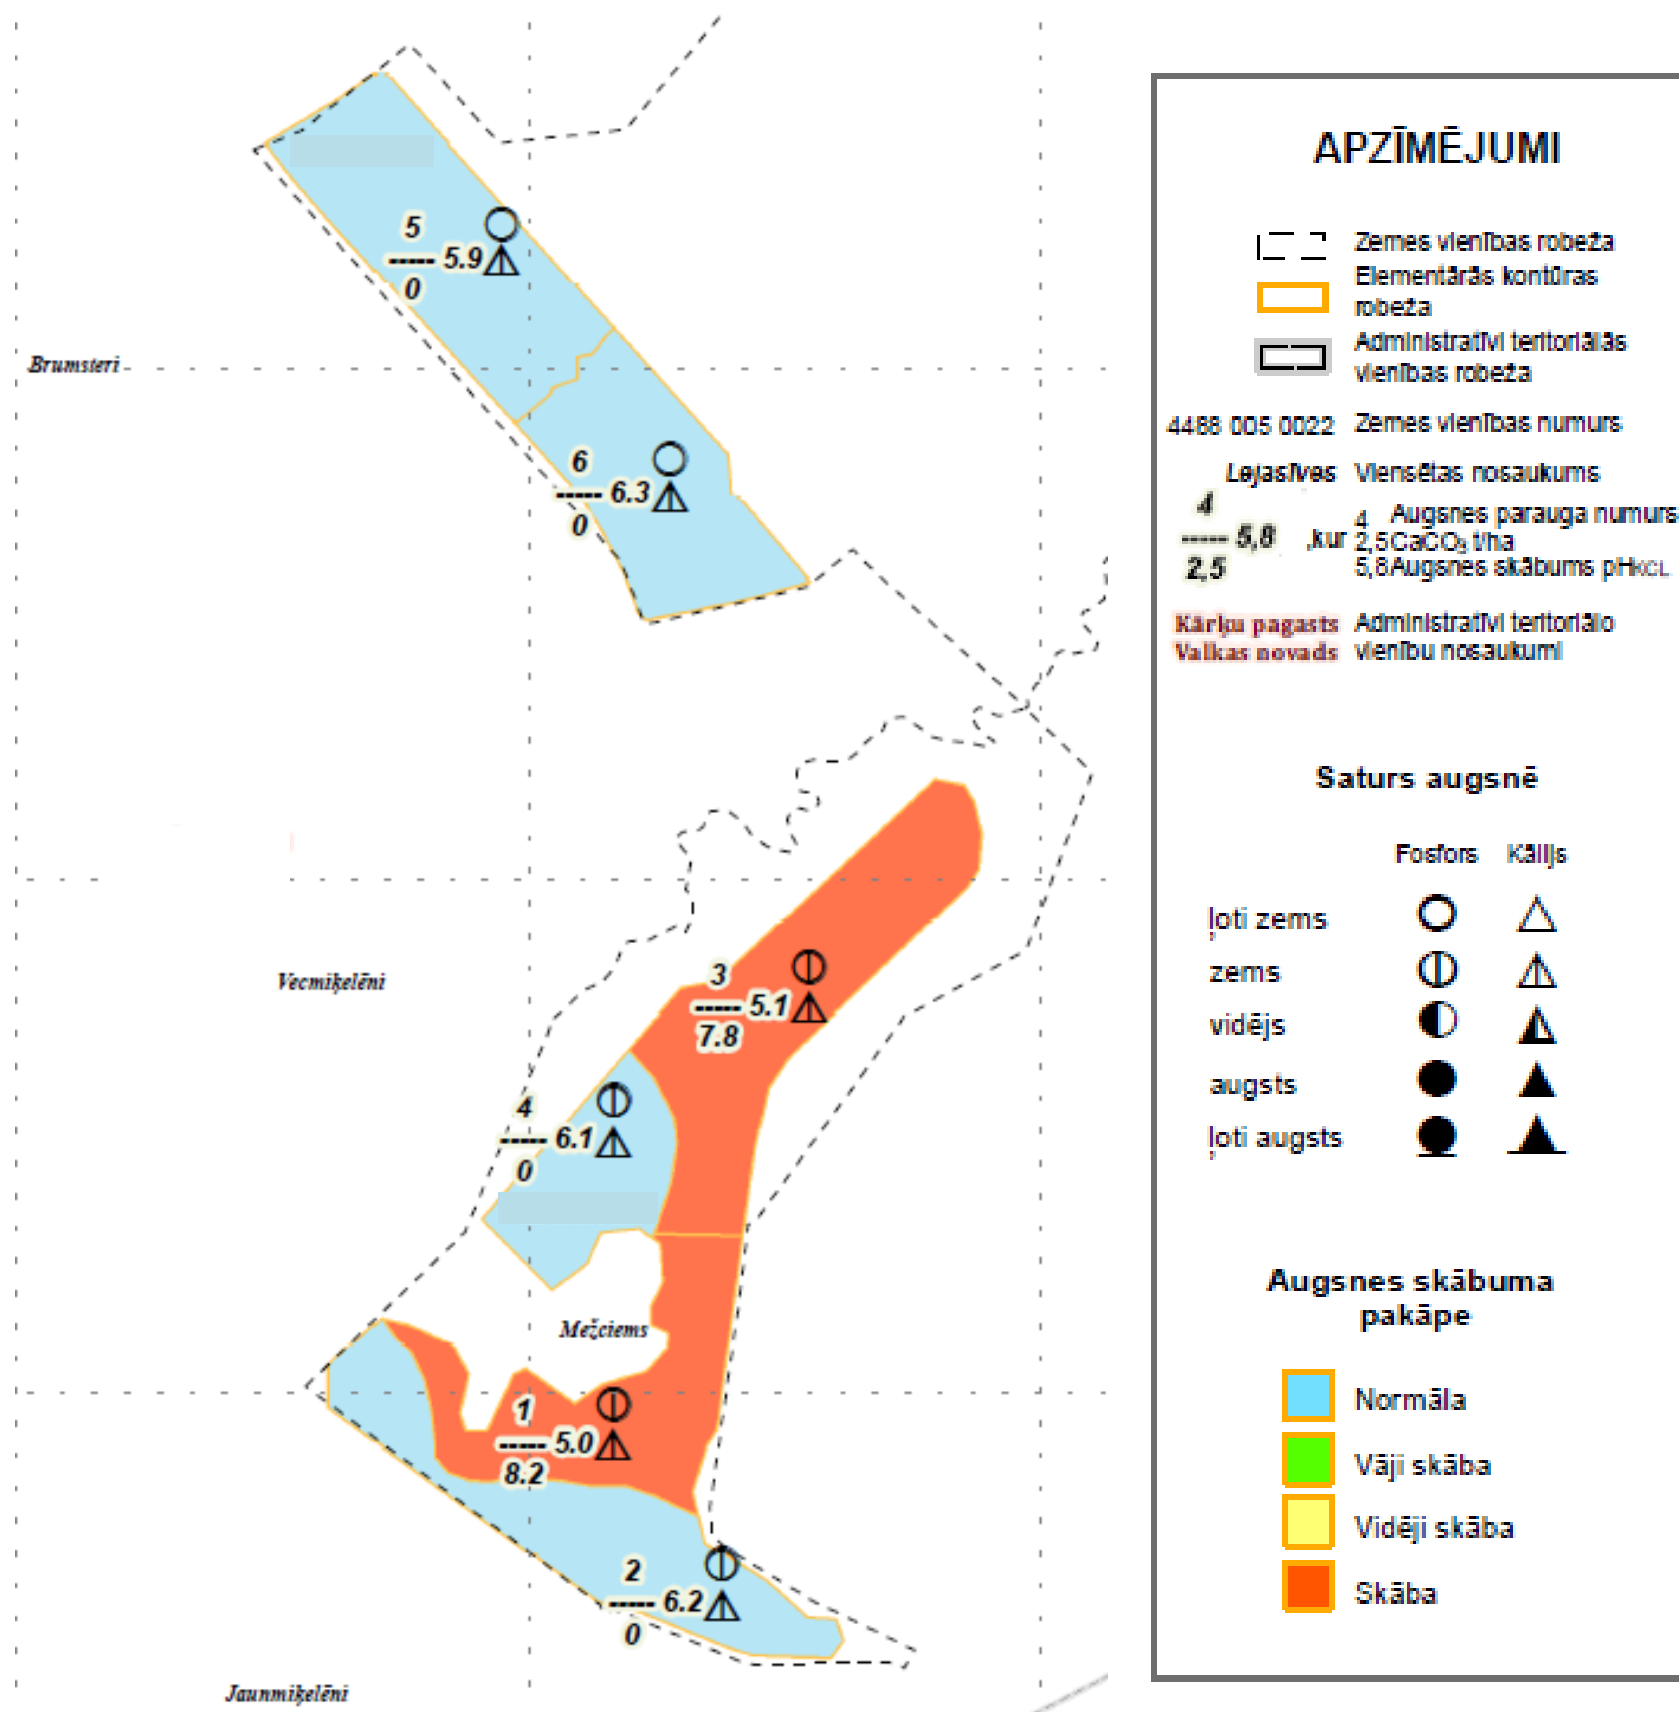 5
----- 5.9
0
Brumsteri
6
----- 6.3
0
Vecmiķelēni
3
----- 5.1
7.8
4
----- 6.1
0
Mežciems
1
----- 5.0
8.2
2
----- 6.2
0
Jaunmiķelēni
APZĪMĒJUMI
Zemes vienības robeža
Elementārās kontūras
robeža
Administratīvi teritoriālās
vienības robeža
4488 005 0022 Zemes vienības numurs
Lejasīves Viensētas nosaukums
4
----- 5,8 ,kur
2,5
4 Augsnes parauga numurs
2,5CaCO₃ t/ha
5,8Augsnes skābums pHKCL
Kārķu pagasts Administratīvi teritoriālo
Valkas novads vienību nosaukumi
Saturs augsnē
Fosfors Kālijs
ļoti zems
zems
vidējs
augsts
ļoti augsts
Augsnes skābuma
pakāpe
Normāla
Vāji skāba
Vidēji skāba
Skāba